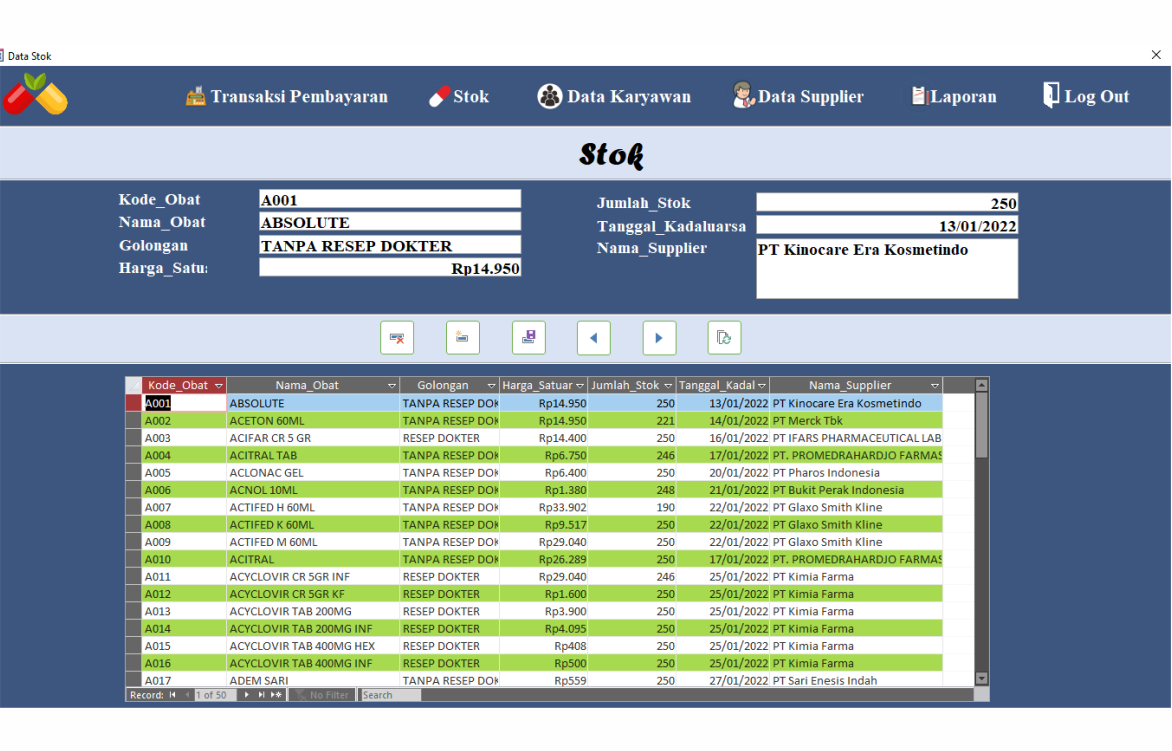 Data Stok
Transaksi Pembayaran Stok Data Karyawan Data Supplier Laporan Log Out
Stok
Kode_Obat A001 Jumlah_Stok 250
Nama_Obat ABSOLUTE Tanggal_Kadaluarsa 13/01/2022
Golongan TANPA RESEP DOKTER Nama_Supplier PT Kinocare Era Kosmetindo
Harga_Satu Rp14.950
Kode_Obat Nama_Obat Golongan Harga_Satuar Jumlah_Stok Tanggal_Kadal Nama_Supplier
A001 ABSOLUTE TANPA RESEP DOK Rp14.950 250 13/01/2022 PT Kinocare Era Kosmetindo
A002 ACETON 60ML TANPA RESEP DOK Rp14.950 221 14/01/2022 PT Merck Tbk
A003 ACIFAR CR 5 GR RESEP DOKTER Rp14.400 250 16/01/2022 PT IFARS PHARMACEUTICAL LAB
A004 ACITRAL TAB TANPA RESEP DOK Rp6.750 246 17/01/2022 PT. PROMEDRAHARDJO FARMAS
A005 ACLONAC GEL TANPA RESEP DOK Rp6.400 250 20/01/2022 PT Pharos Indonesia
A006 ACNOL 10ML TANPA RESEP DOK Rp1.380 248 21/01/2022 PT Bukit Perak Indonesia
A007 ACTIFED H 60ML TANPA RESEP DOK Rp33.902 190 22/01/2022 PT Glaxo Smith Kline
A008 ACTIFED K 60ML TANPA RESEP DOK Rp9.517 250 22/01/2022 PT Glaxo Smith Kline
A009 ACTIFED M 60ML TANPA RESEP DOK Rp29.040 250 22/01/2022 PT Glaxo Smith Kline
A010 ACITRAL TANPA RESEP DOK Rp26.289 250 17/01/2022 PT. PROMEDRAHARDJO FARMAS
A011 ACYCLOVIR CR 5GR INF RESEP DOKTER Rp29.040 246 25/01/2022 PT Kimia Farma
A012 ACYCLOVIR CR 5GR KF RESEP DOKTER Rp1.600 250 25/01/2022 PT Kimia Farma
A013 ACYCLOVIR TAB 200MG RESEP DOKTER Rp3.900 250 25/01/2022 PT Kimia Farma
A014 ACYCLOVIR TAB 200MG INF RESEP DOKTER Rp4.095 250 25/01/2022 PT Kimia Farma
A015 ACYCLOVIR TAB 400MG HEX RESEP DOKTER Rp408 250 25/01/2022 PT Kimia Farma
A016 ACYCLOVIR TAB 400MG INF RESEP DOKTER Rp500 250 25/01/2022 PT Kimia Farma
A017 ADEM SARI TANPA RESEP DOK Rp559 250 27/01/2022 PT Sari Enesis Indah
Record: 1 of 50 No Filter Search